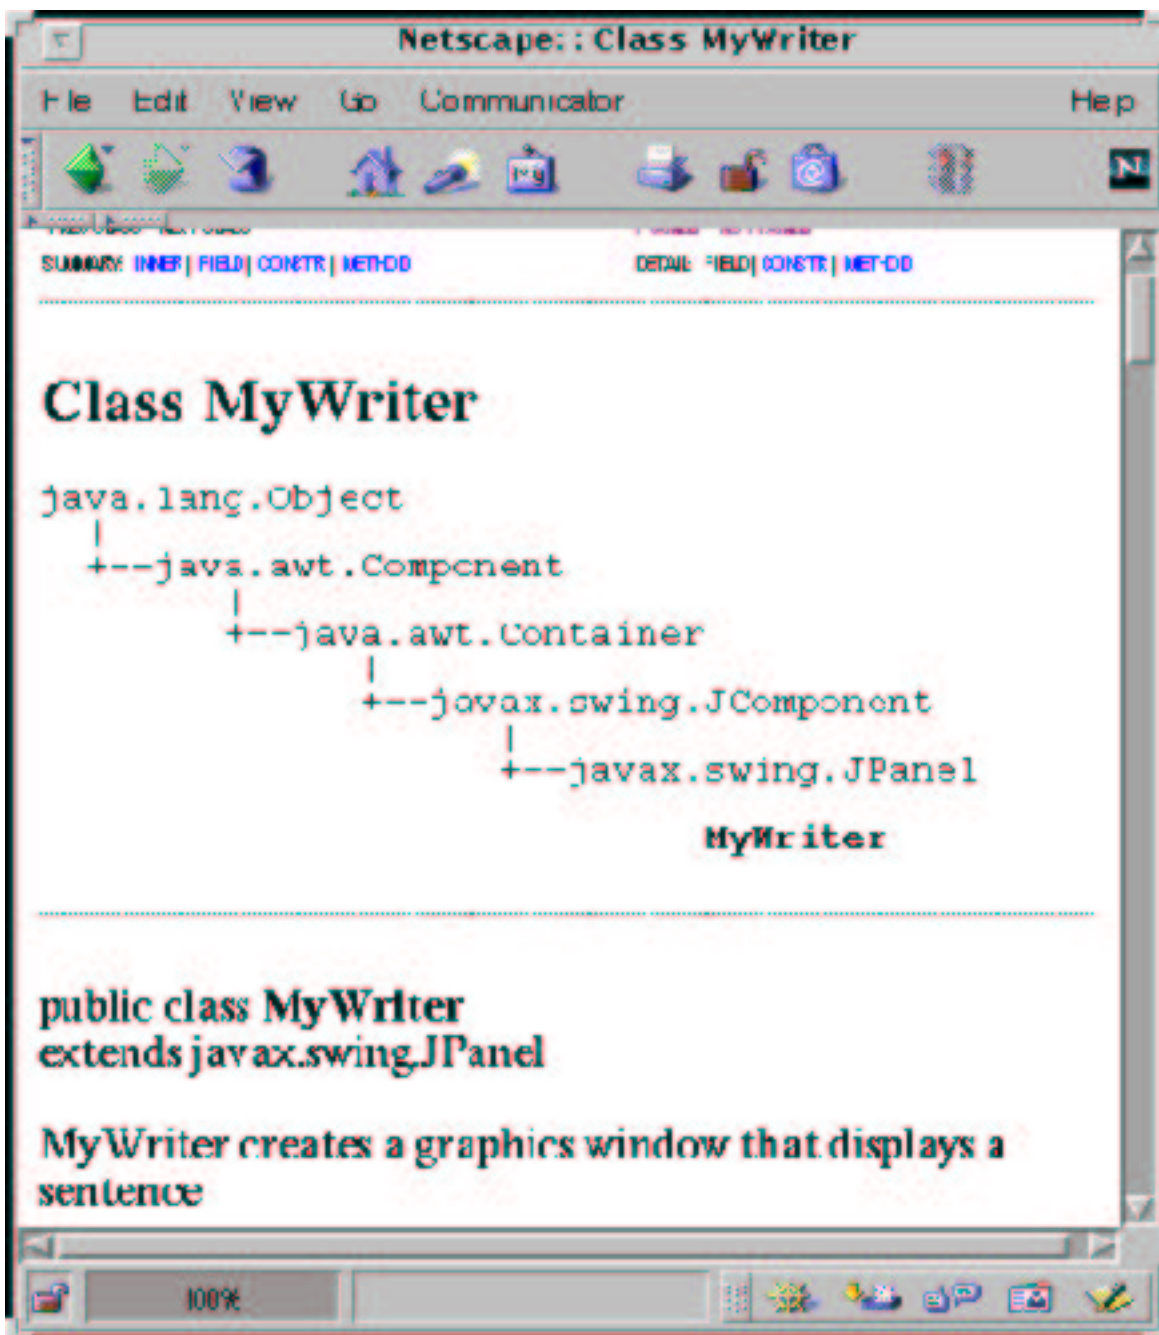 Netscape: : Class MyWriter
File Edit View Go Communicator Help
My
N
SUMMARY: INNER | FIELD | CONSTR | METHOD DETAIL: FIELD | CONSTR | METHOD
Class MyWriter
java.lang.Object
|
+--java.awt.Component
|
+--java.awt.Container
|
+--javax.swing.JComponent
|
+--javax.swing.JPanel
MyWriter
public class MyWriter
extends javax.swing.JPanel
MyWriter creates a graphics window that displays a
sentence
100%